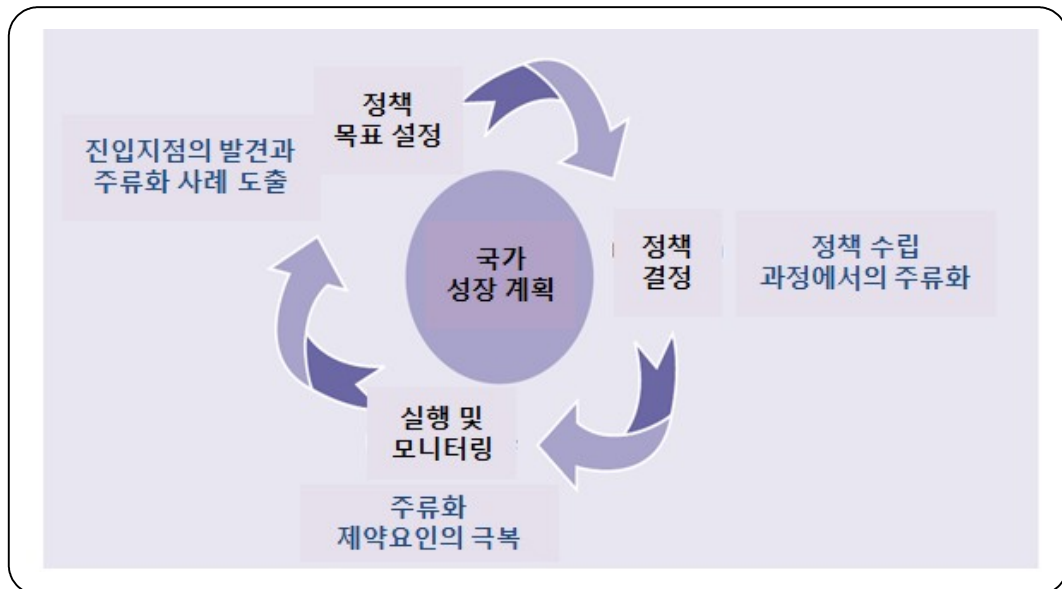 정책
목표 설정
진입지점의 발견과
주류화 사례 도출
국가
성장 계획
정책
결정
정책 수립
과정에서의 주류화
실행 및
모니터링
주류화
제약요인의 극복